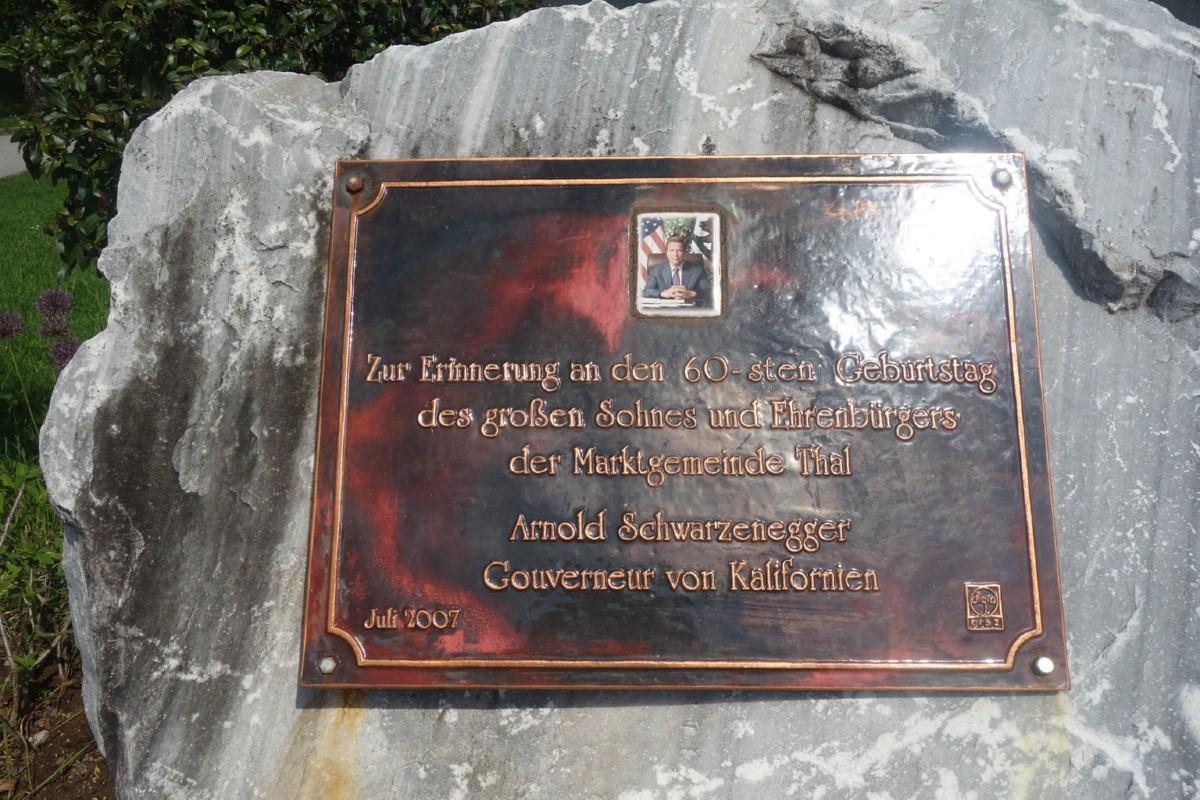 Zur Erinnerung an den 60-sten Geburtstag
des großen Sohnes und Ehrenbürgers
der Marktgemeinde Thal
Arnold Schwarzenegger
Gouverneur von Kalifornien
Juli 2007